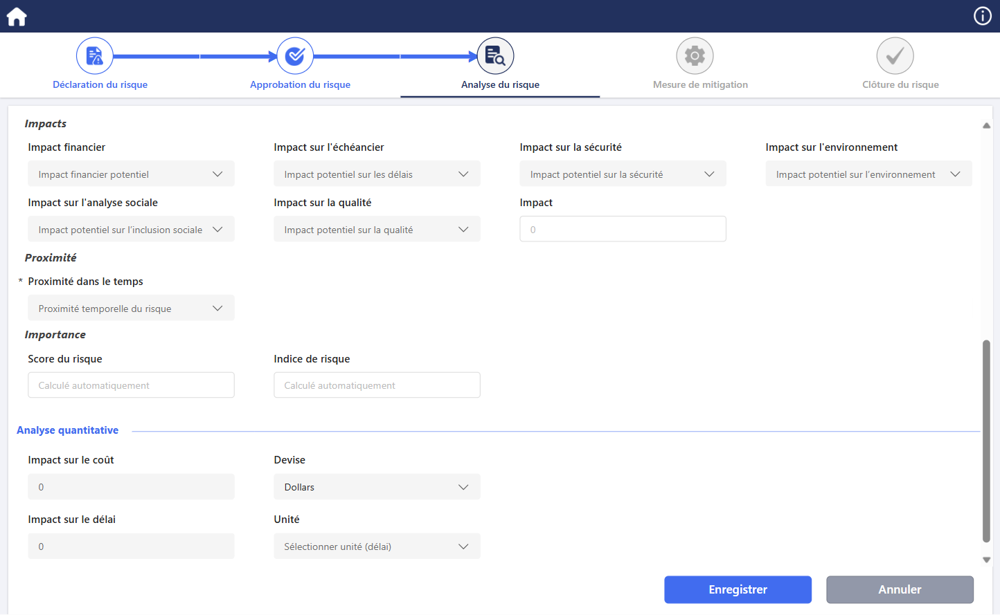 Déclaration du risque
Approbation du risque
Analyse du risque
Mesure de mitigation
Clôture du risque
Impacts
Impact financier
Impact sur l'échéancier
Impact sur la sécurité
Impact sur l'environnement
Impact financier potentiel
Impact potentiel sur les délais
Impact potentiel sur la sécurité
Impact potentiel sur l'environnement
Impact sur l'analyse sociale
Impact sur la qualité
Impact
Impact potentiel sur l'inclusion sociale
Impact potentiel sur la qualité
0
Proximité
* Proximité dans le temps
Proximité temporelle du risque
Importance
Score du risque
Indice de risque
Calculé automatiquement
Calculé automatiquement
Analyse quantitative
Impact sur le coût
Devise
0
Dollars
Impact sur le délai
Unité
0
Sélectionner unité (délai)
Enregistrer
Annuler